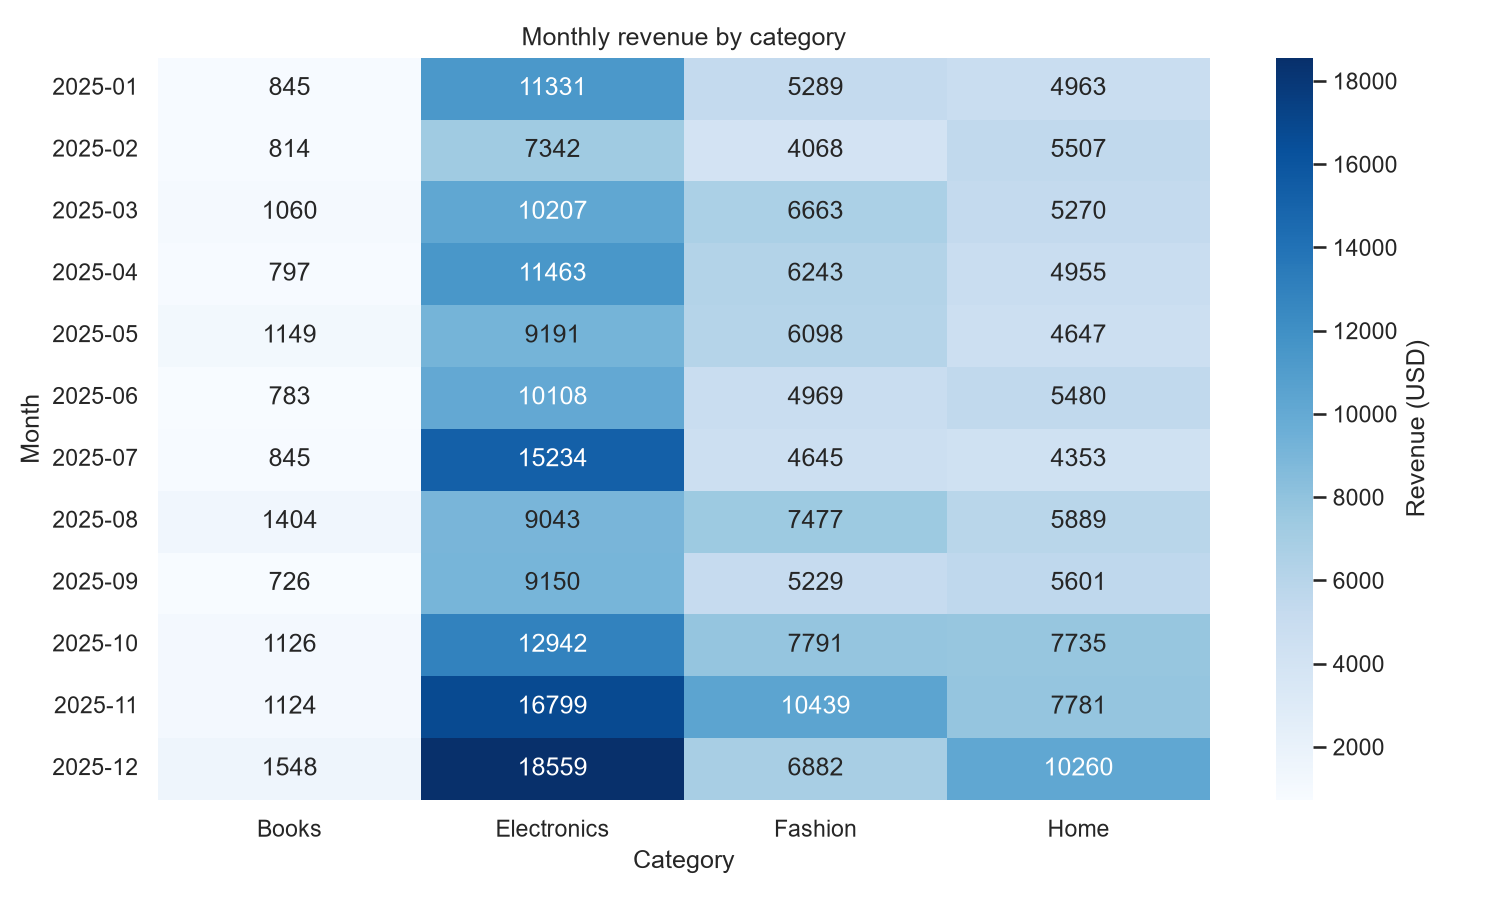 Monthly revenue by category
2025-01 845 11331 5289 4963
2025-02 814 7342 4068 5507
2025-03 1060 10207 6663 5270
2025-04 797 11463 6243 4955
2025-05 1149 9191 6098 4647
2025-06 783 10108 4969 5480
2025-07 845 15234 4645 4353
2025-08 1404 9043 7477 5889
2025-09 726 9150 5229 5601
2025-10 1126 12942 7791 7735
2025-11 1124 16799 10439 7781
2025-12 1548 18559 6882 10260
Books Electronics Fashion Home
Category
Month
18000
16000
14000
12000
10000
8000
6000
4000
2000
Revenue (USD)